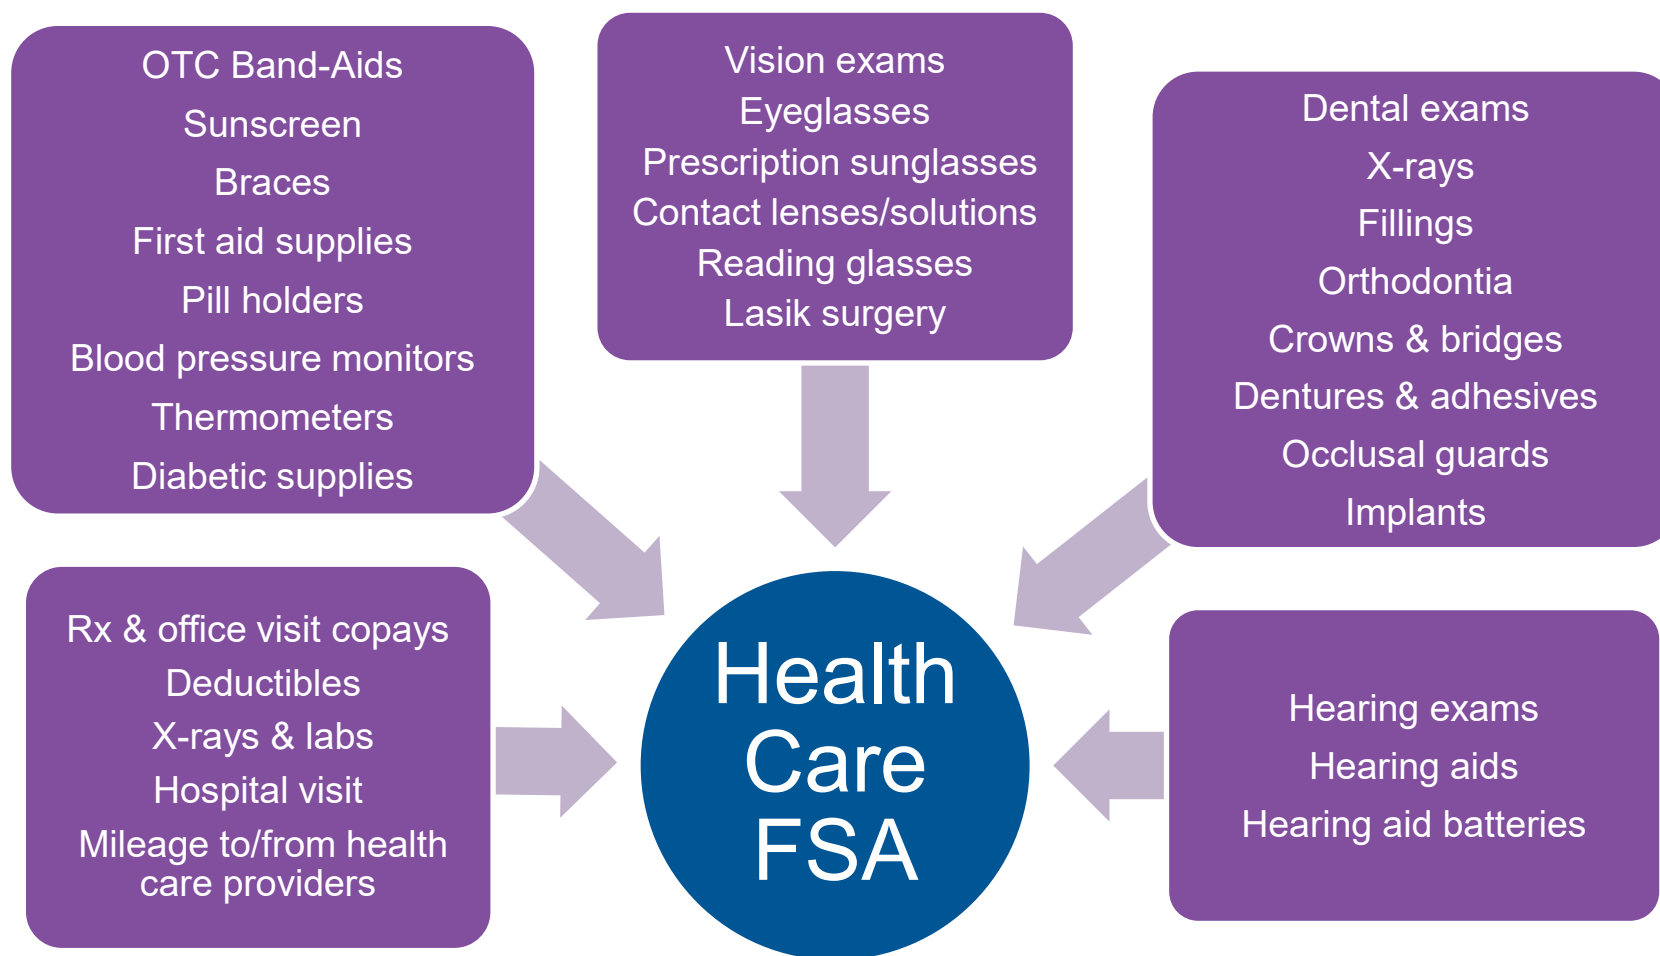 OTC Band-Aids
Sunscreen
Braces
First aid supplies
Pill holders
Blood pressure monitors
Thermometers
Diabetic supplies
Vision exams
Eyeglasses
Prescription sunglasses
Contact lenses/solutions
Reading glasses
Lasik surgery
Dental exams
X-rays
Fillings
Orthodontia
Crowns & bridges
Dentures & adhesives
Occlusal guards
Implants
Rx & office visit copays
Deductibles
X-rays & labs
Hospital visit
Mileage to/from health
care providers
Health
Care
FSA
Hearing exams
Hearing aids
Hearing aid batteries